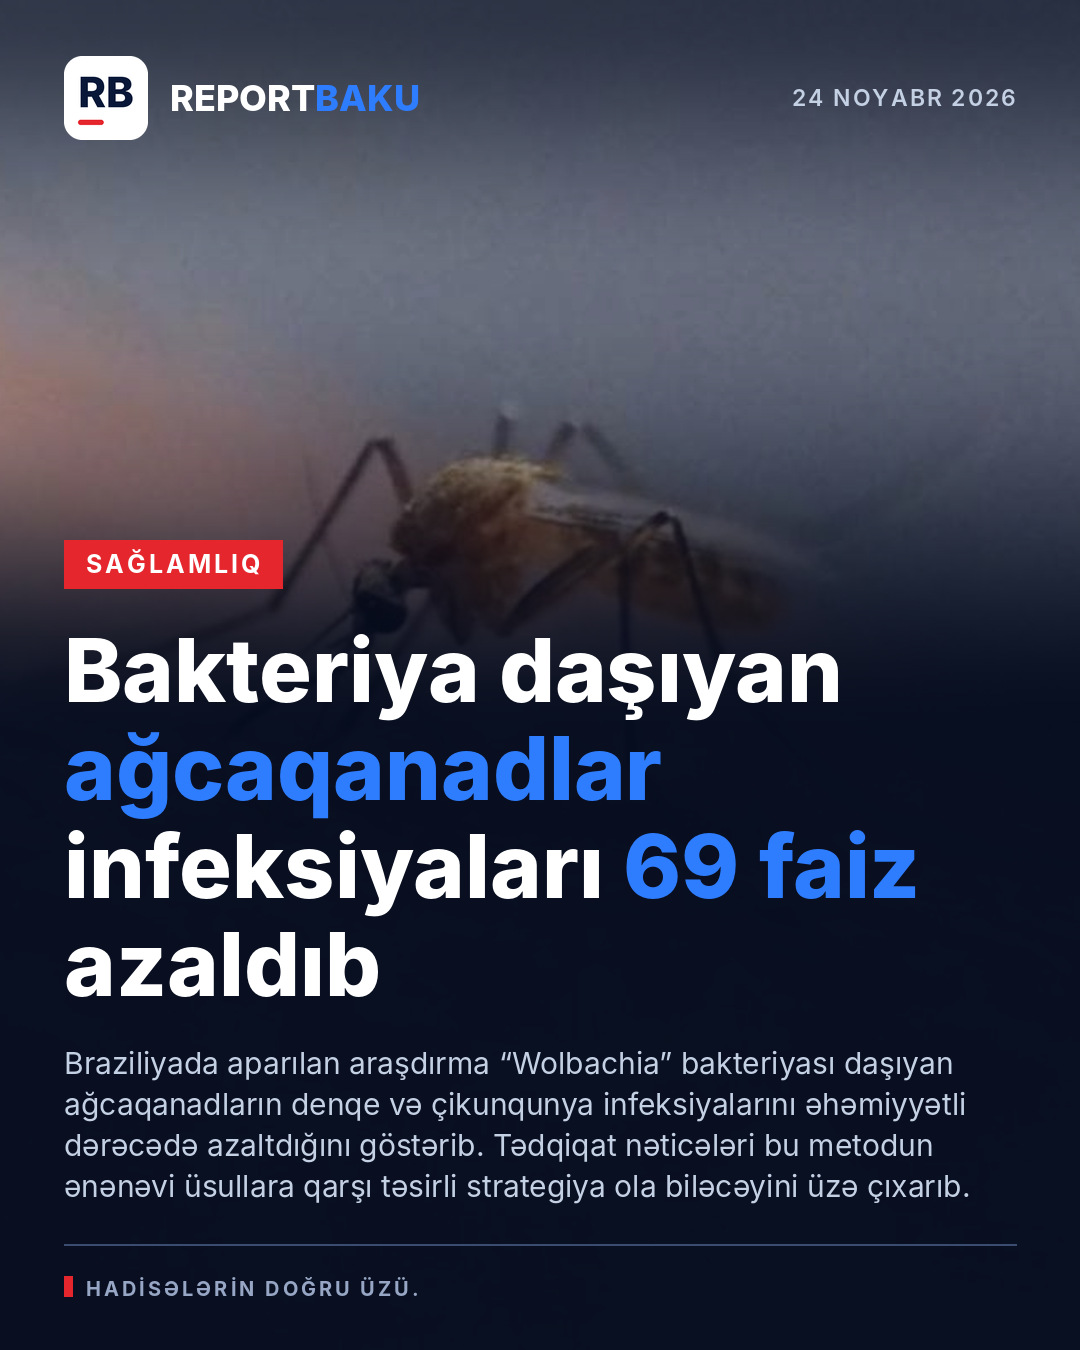 RB
REPORTBAKU
24 NOYABR 2026
SAĞLAMLIQ
Bakteriya daşıyan
ağcaqanadlar
infeksiyaları 69 faiz
azaldıb
Braziliyada aparılan araşdırma “Wolbachia” bakteriyası daşıyan
ağcaqanadların denqe və çikunqunya infeksiyalarını əhəmiyyətli
dərəcədə azaltdığını göstərib. Tədqiqat nəticələri bu metodun
ənənəvi üsullara qarşı təsirli strategiya ola biləcəyini üzə çıxarıb.
HADİSƏLƏRİN DOĞRU ÜZÜ.